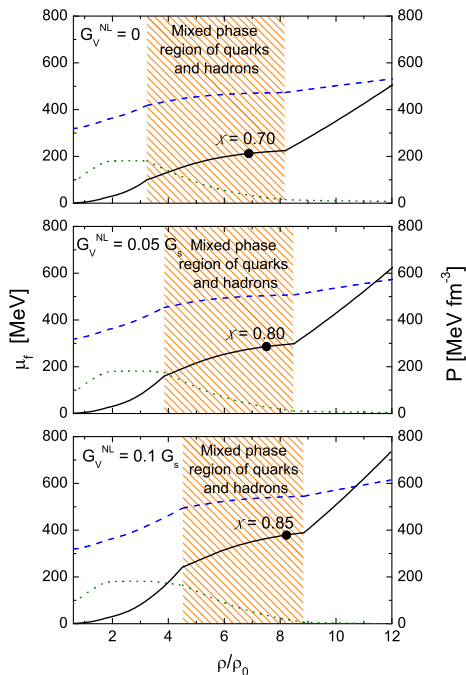 800
600
400
200
0
G_V^NL = 0
Mixed phase
region of quarks
and hadrons
χ = 0.70
800
600
400
200
0
800
600
400
200
0
G_V^NL = 0.05 G_s
Mixed phase
region of quarks
and hadrons
χ = 0.80
800
600
400
200
0
μ_f [MeV]
P [MeV fm^-3]
800
600
400
200
0
G_V^NL = 0.1 G_s
Mixed phase
region of quarks
and hadrons
χ = 0.85
800
600
400
200
0
2 4 6 8 10 12
ρ/ρ_0